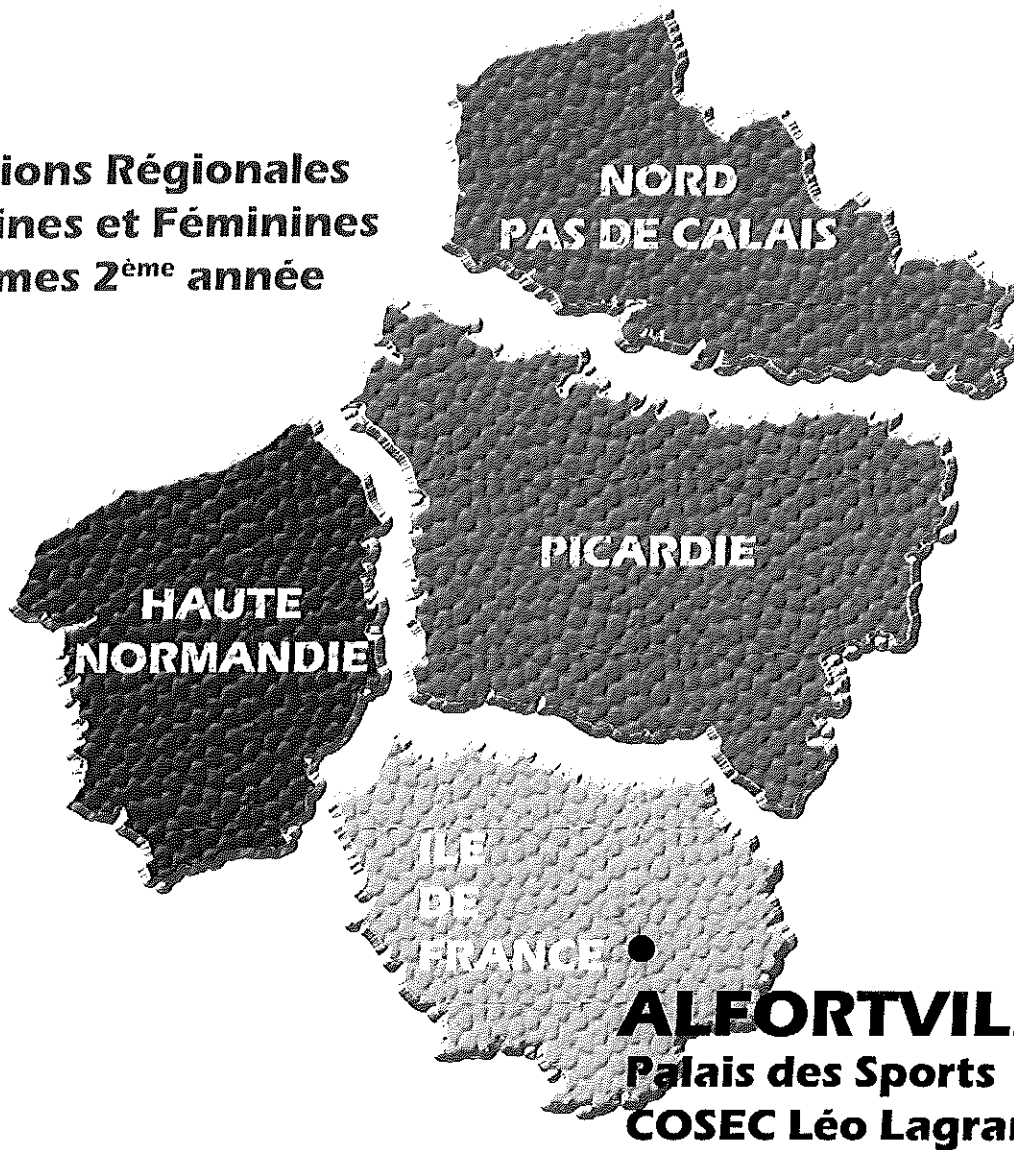 ions Régionales
ines et Féminines
mes 2ème année
NORD
PAS DE CALAIS
PICARDIE
HAUTE
NORMANDIE
ILE
DE
FRANCE
ALFORTVIL
Palais des Sports
COSEC Léo Lagran